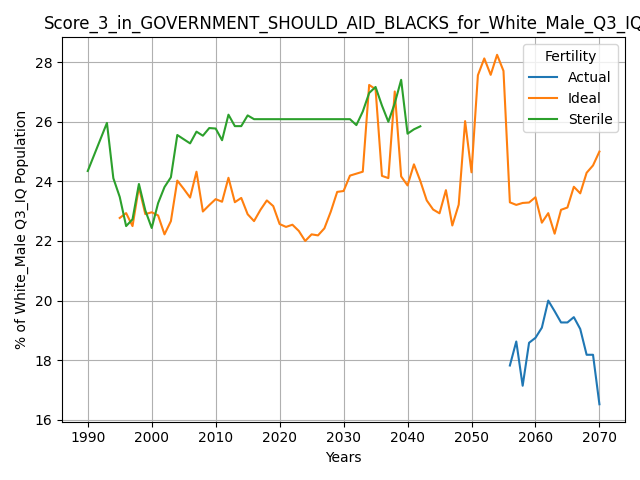 Score_3_in_GOVERNMENT_SHOULD_AID_BLACKS_for_White_Male_Q3_IQ
% of White_Male Q3_IQ Population
28
26
24
22
20
18
16
Fertility
Actual
Ideal
Sterile
1990 2000 2010 2020 2030 2040 2050 2060 2070
Years